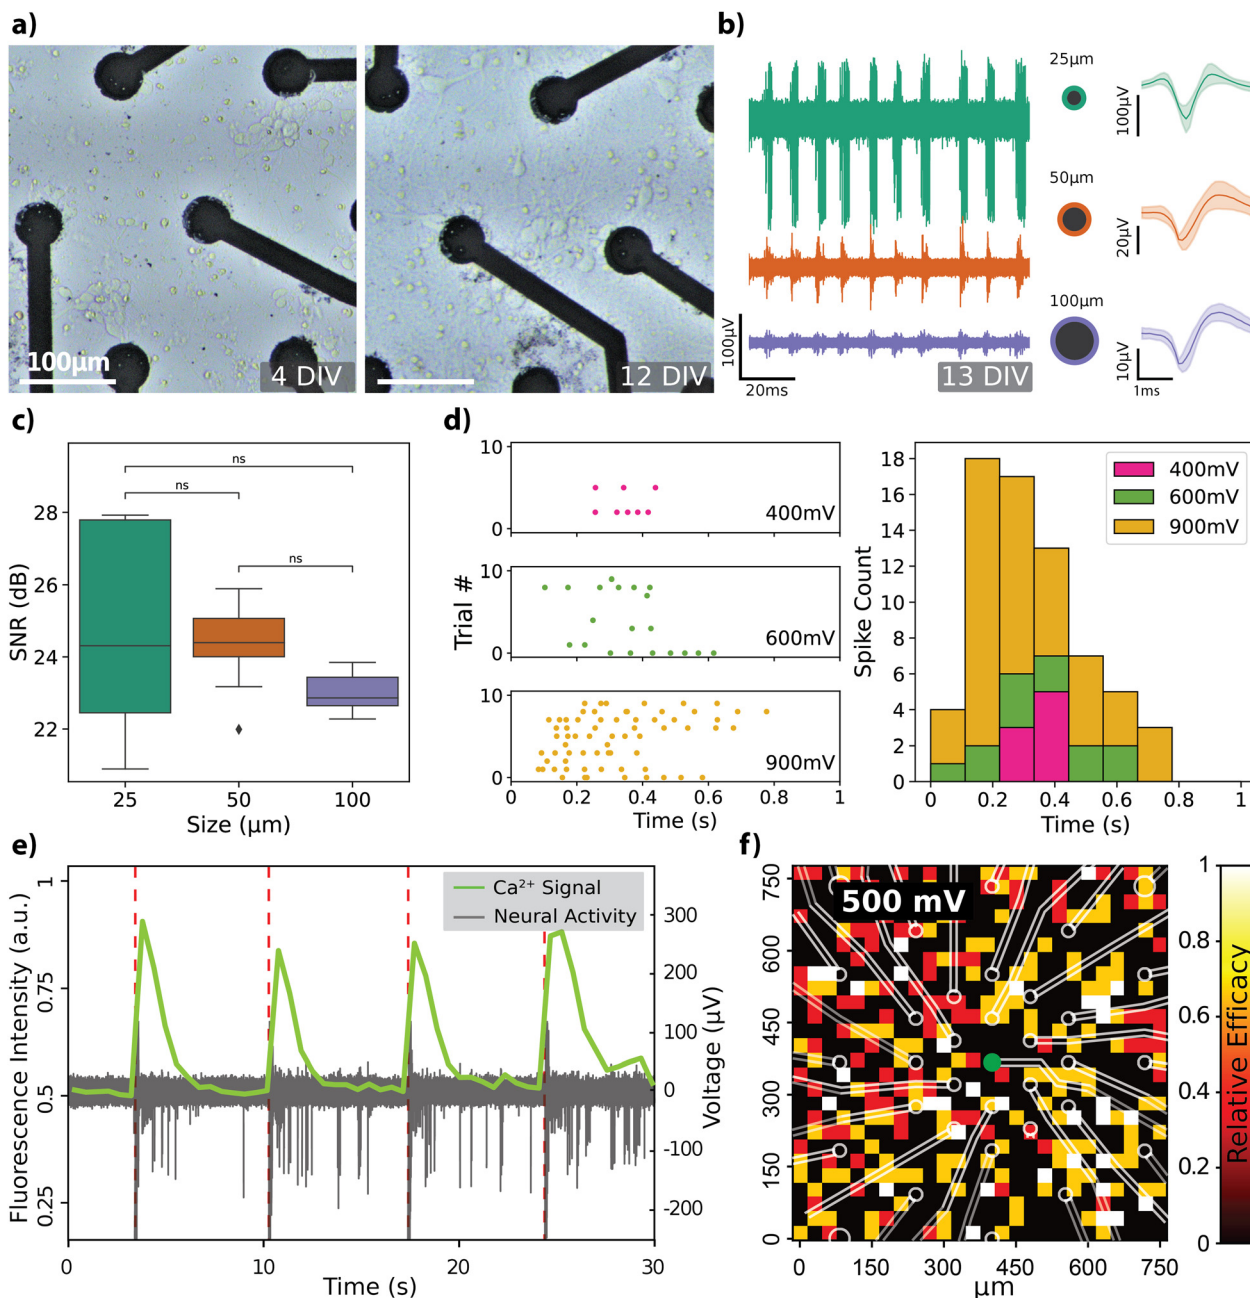 a)
100µm
4 DIV
12 DIV
b)
25µm
100µV
50µm
20µV
100µm
10µV
1ms
100µV
20ms
13 DIV
c)
SNR (dB)
28
26
24
22
ns
ns
ns
25
50
100
Size (µm)
d)
Trial #
10
0
400mV
10
0
600mV
10
0
900mV
0
0.2
0.4
0.6
0.8
1
Time (s)
Spike Count
18
16
14
12
10
8
6
4
2
0
400mV
600mV
900mV
0
0.2
0.4
0.6
0.8
1
Time (s)
e)
Fluorescence Intensity (a.u.)
1
0.75
0.5
0.25
Ca²⁺ Signal
Neural Activity
300
200
100
0
-100
-200
Voltage (µV)
0
10
20
30
Time (s)
f)
500 mV
750
600
450
300
150
0
0
150
300
450
600
750
µm
1
0.8
0.6
0.4
0.2
0
Relative Efficacy